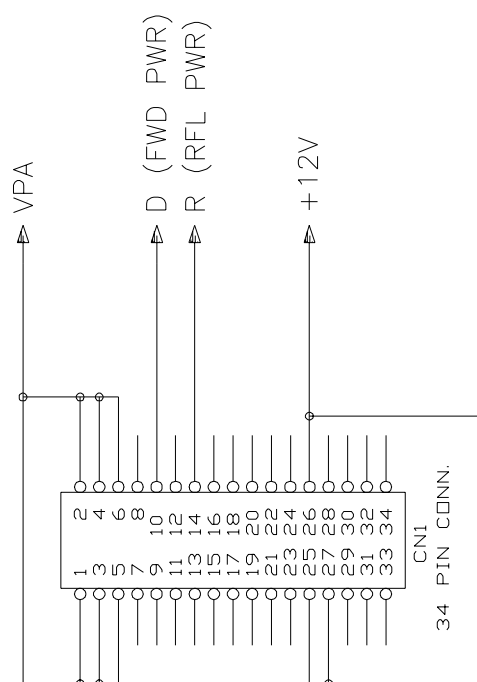 VPA
D (FWD PWR)
R (RFL PWR)
+12V
2 4 6 8 10 12 14 16 18 20 22 24 26 28 30 32 34
1 3 5 7 9 11 13 15 17 19 21 23 25 27 29 31 33
CN1
34 PIN CONN.